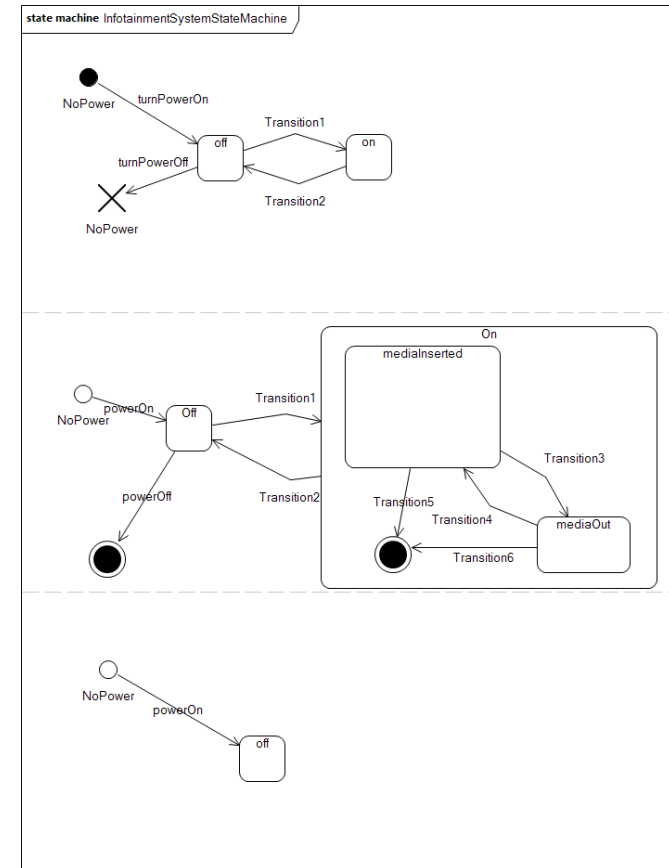 state machine InfotainmentSystemStateMachine
NoPower
turnPowerOn
off
Transition1
on
turnPowerOff
Transition2
NoPower
On
mediaInserted
NoPower
powerOn
Off
Transition1
Transition3
powerOff
Transition2
Transition5
Transition4
mediaOut
Transition6
NoPower
powerOn
off